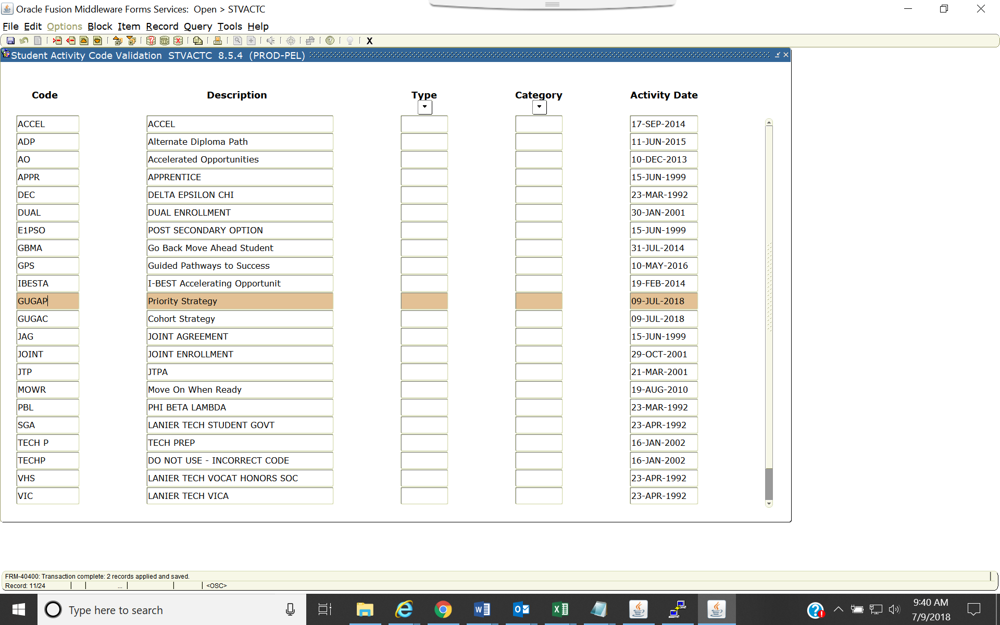 Oracle Fusion Middleware Forms Services:  Open > STVACTC
File Edit Options Block Item Record Query Tools Help
X
Student Activity Code Validation  STVACTC  8.5.4  (PROD-PEL)
Code Description Type Category Activity Date
ACCEL ACCEL 17-SEP-2014
ADP Alternate Diploma Path 11-JUN-2015
AO Accelerated Opportunities 10-DEC-2013
APPR APPRENTICE 15-JUN-1999
DEC DELTA EPSILON CHI 23-MAR-1992
DUAL DUAL ENROLLMENT 30-JAN-2001
E1PSO POST SECONDARY OPTION 15-JUN-1999
GBMA Go Back Move Ahead Student 31-JUL-2014
GPS Guided Pathways to Success 10-MAY-2016
IBESTA I-BEST Accelerating Opportunit 19-FEB-2014
GUGAP Priority Strategy 09-JUL-2018
GUGAC Cohort Strategy 09-JUL-2018
JAG JOINT AGREEMENT 15-JUN-1999
JOINT JOINT ENROLLMENT 29-OCT-2001
JTP JTPA 21-MAR-2001
MOWR Move On When Ready 19-AUG-2010
PBL PHI BETA LAMBDA 23-MAR-1992
SGA LANIER TECH STUDENT GOVT 23-APR-1992
TECH P TECH PREP 16-JAN-2002
TECHP DO NOT USE - INCORRECT CODE 16-JAN-2002
VHS LANIER TECH VOCAT HONORS SOC 23-APR-1992
VIC LANIER TECH VICA 23-APR-1992
FRM-40400: Transaction complete: 2 records applied and saved.
Record: 11/24 ... <OSC>
Type here to search
9:40 AM
7/9/2018